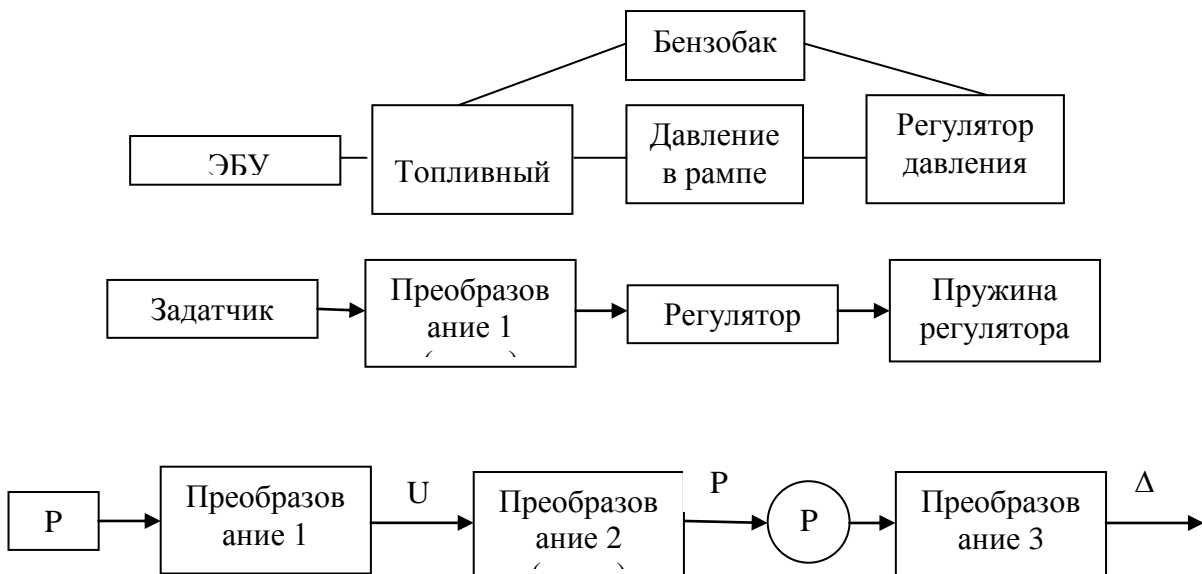 Бензобак
ЭБУ
Топливный
Давление
в рампе
Регулятор
давления
Задатчик
Преобразов
ание 1
Регулятор
Пружина
регулятора
P
Преобразов
ание 1
U
Преобразов
ание 2
P
P
Преобразов
ание 3
Δ